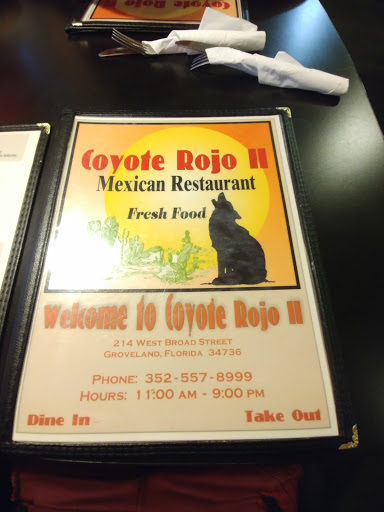 Coyote Rojo II
Mexican Restaurant
Fresh Food
Welcome to Coyote Rojo II
214 West Broad Street
Groveland, Florida 34736
Phone: 352-557-8999
Hours: 11:00 am - 9:00 pm
Dine In
Take Out